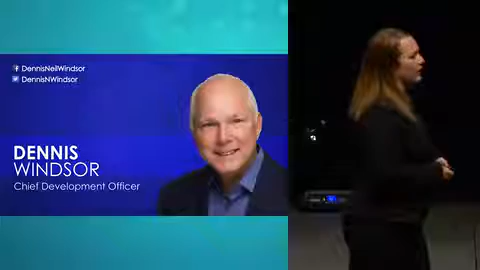 DennisNeilWindsor
DennisNWindsor
DENNIS
WINDSOR
Chief Development Officer